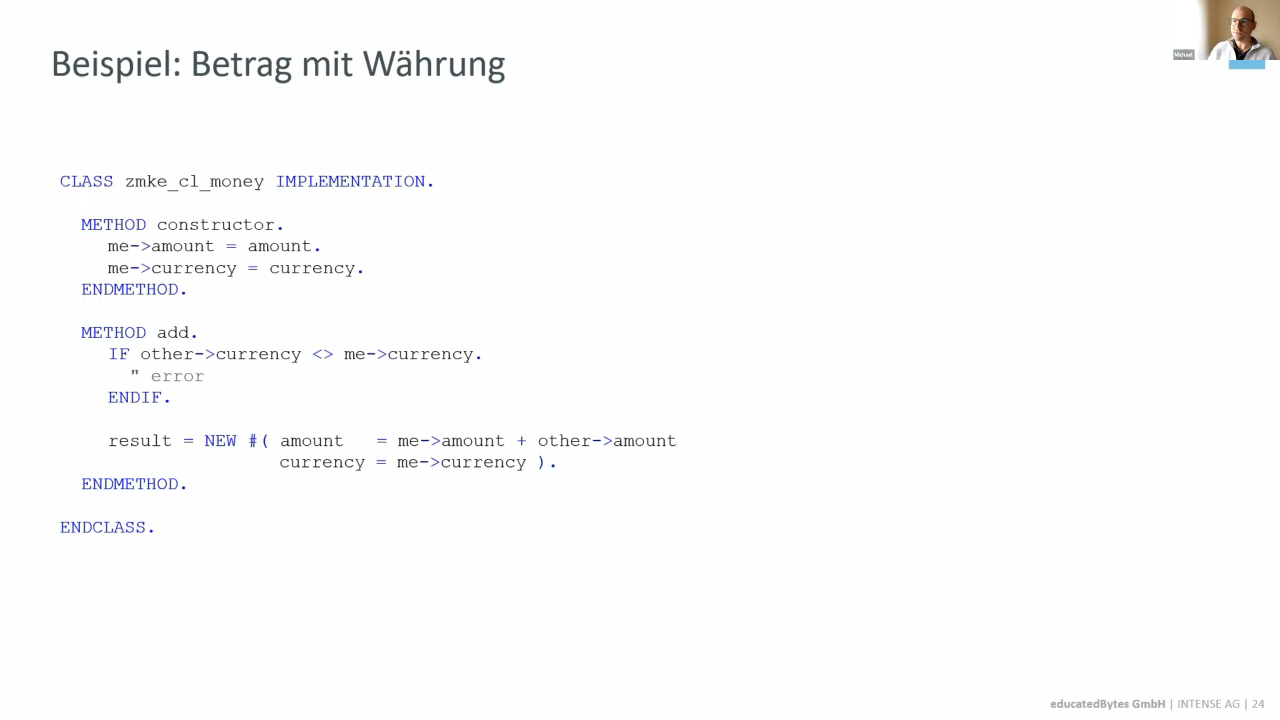 Beispiel: Betrag mit Währung
Michael
CLASS zmke_cl_money IMPLEMENTATION.
METHOD constructor.
me->amount = amount.
me->currency = currency.
ENDMETHOD.
METHOD add.
IF other->currency <> me->currency.
" error
ENDIF.
result = NEW #( amount   = me->amount + other->amount
currency = me->currency ).
ENDMETHOD.
ENDCLASS.
educatedBytes GmbH | INTENSE AG | 24